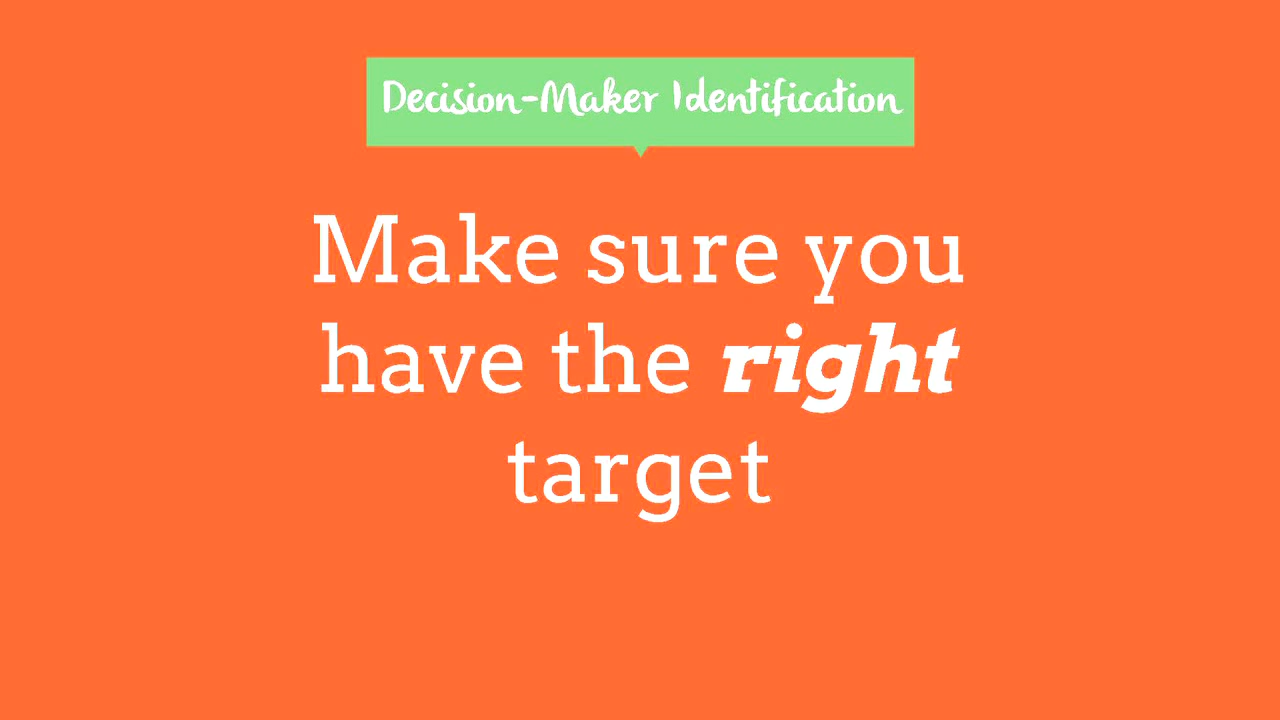 Decision-Maker Identification
Make sure you
have the right
target